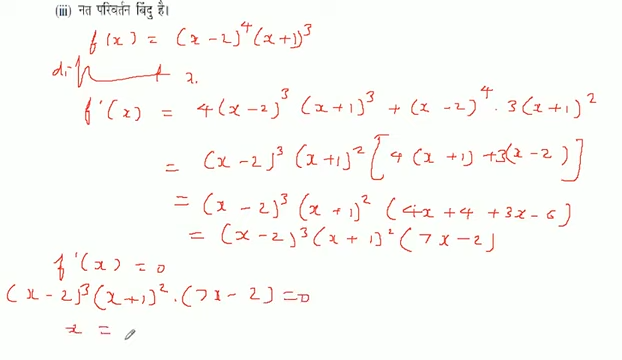 (iii) नत परिवर्तन बिंदु है।
f(x) = (x-2)^4 (x+1)^3
f'(x) = 4(x-2)^3 (x+1)^3 + (x-2)^4 . 3(x+1)^2
= (x-2)^3 (x+1)^2 [4(x+1) + 3(x-2)]
= (x-2)^3 (x+1)^2 (4x+4+3x-6)
= (x-2)^3 (x+1)^2 (7x-2)
f'(x) = 0
(x-2)^3 (x+1)^2 . (7x-2) = 0
x =